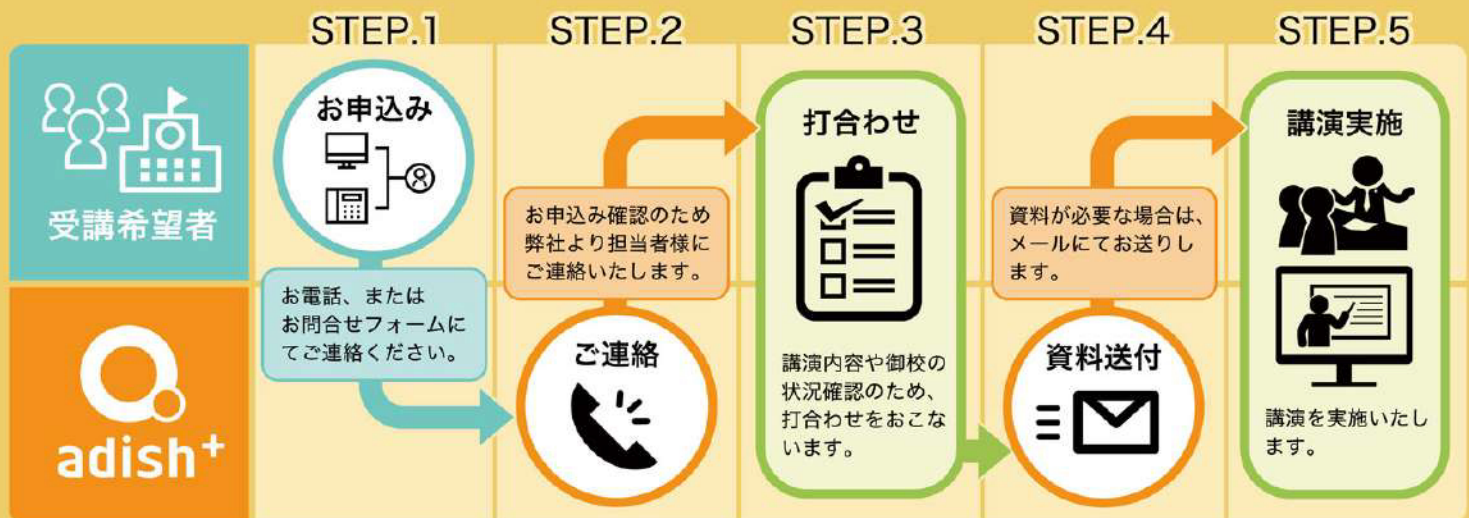 STEP.1
STEP.2
STEP.3
STEP.4
STEP.5
受講希望者
お申込み
お電話、または
お問合せフォームに
てご連絡ください。
お申込み確認のため
弊社より担当者様に
ご連絡いたします。
ご連絡
打合わせ
講演内容や御校の
状況確認のため、
打合わせをおこな
います。
資料が必要な場合は、
メールにてお送りし
ます。
資料送付
講演実施
講演を実施いたし
ます。
adish+